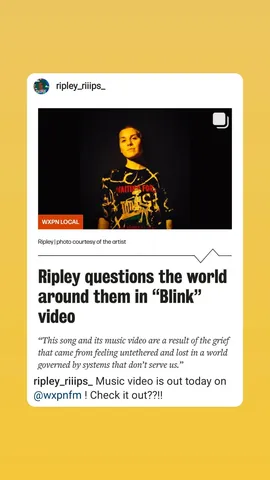 ripley_riiips_
WXPN LOCAL
Ripley | photo courtesy of the artist
Ripley questions the world
around them in “Blink”
video
“This song and its music video are a result of the grief
that came from feeling untethered and lost in a world
governed by systems that don’t serve us.”
ripley_riiips_ Music video is out today on
@wxpnfm ! Check it out??!!